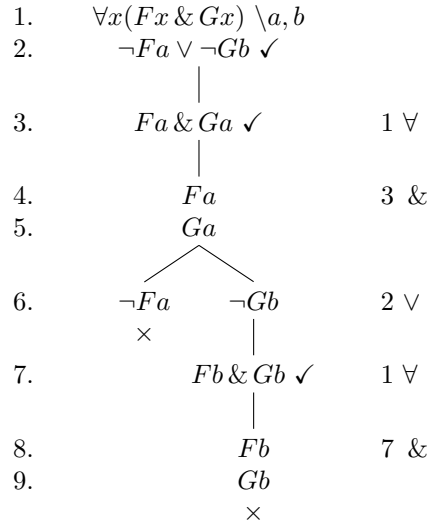 1. ∀x(Fx & Gx) \a, b
2. ¬Fa ∨ ¬Gb ✓
3. Fa & Ga ✓ 1 ∀
4. Fa 3 &
5. Ga
6. ¬Fa ¬Gb 2 ∨
×
7. Fb & Gb ✓ 1 ∀
8. Fb 7 &
9. Gb
×